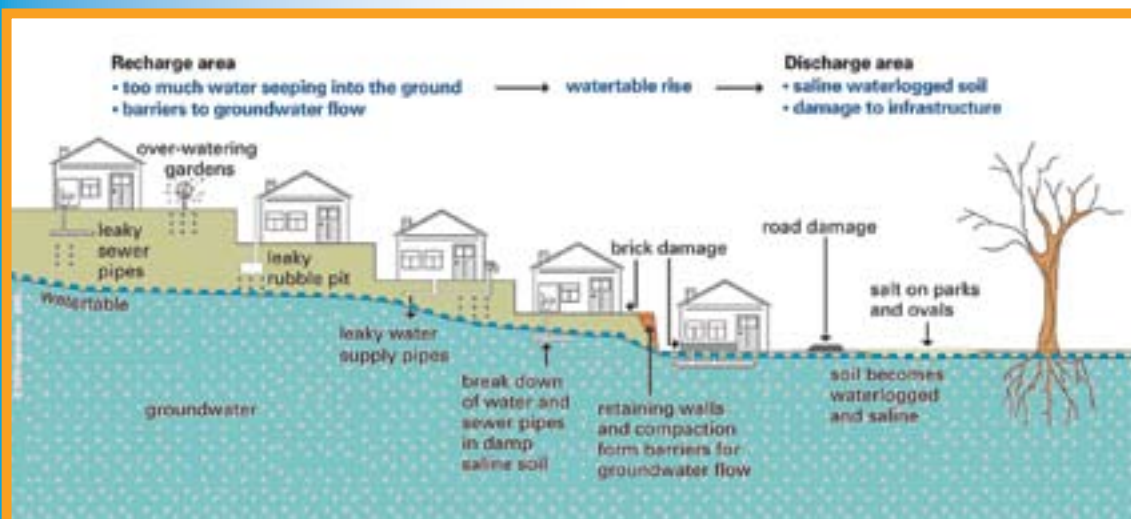 Recharge area
• too much water seeping into the ground
• barriers to groundwater flow
watertable rise
Discharge area
• saline waterlogged soil
• damage to infrastructure
over-watering
gardens
leaky
sewer
pipes
leaky
rubble pit
watertable
leaky water
supply pipes
groundwater
break down
of water and
sewer pipes
in damp
saline soil
brick damage
retaining walls
and compaction
form barriers for
groundwater flow
road damage
salt on parks
and ovals
soil becomes
waterlogged
and saline